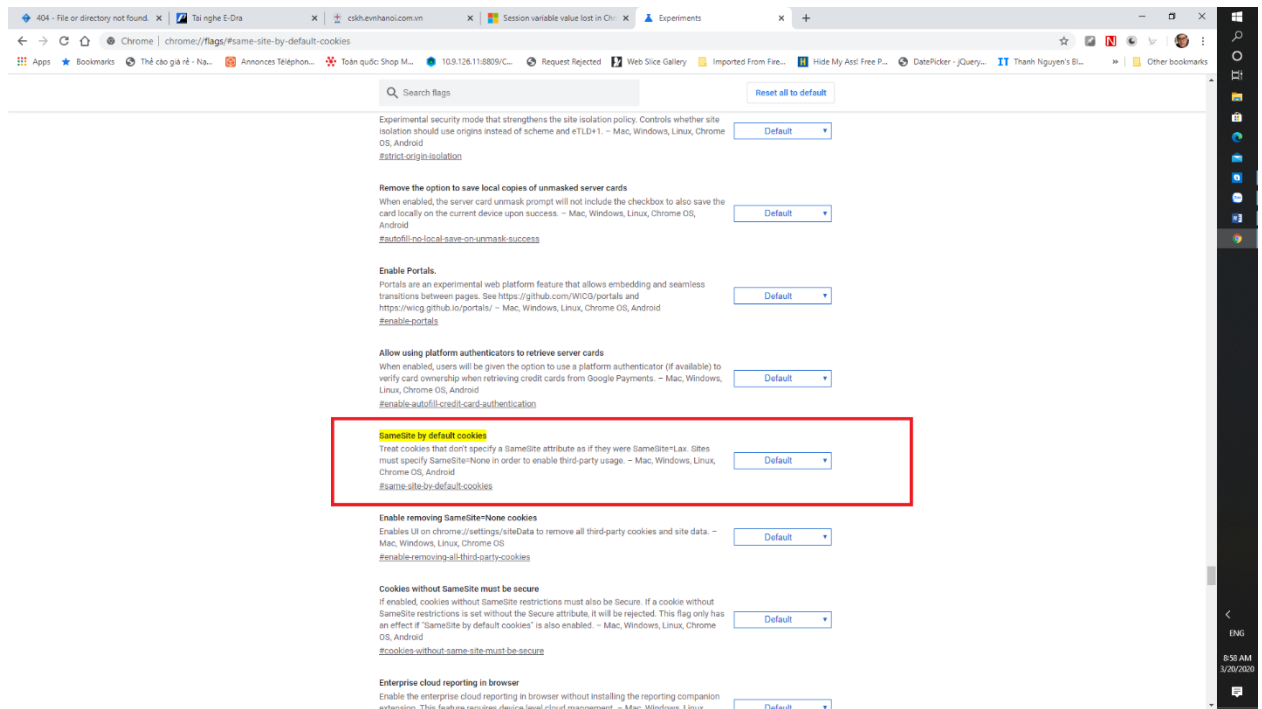 404 - File or directory not found.
Tai nghe E-Dra
cskh.evnhanoi.com.vn
Session variable value lost in Chr
Experiments
Chrome | chrome://flags/#same-site-by-default-cookies
Apps
Bookmarks
Thẻ cào giá rẻ - Nạ...
Annonces Téléphon...
Toàn quốc: Shop M...
10.9.126.11:8809/C...
Request Rejected
Web Slice Gallery
Imported From Fire...
Hide My Ass! Free P...
DatePicker - jQuery...
Thanh Nguyen's Bl...
»
Other bookmarks
Search flags
Reset all to default
Experimental security mode that strengthens the site isolation policy. Controls whether site
isolation should use origins instead of scheme and eTLD+1. – Mac, Windows, Linux, Chrome
OS, Android
#strict-origin-isolation
Default
Remove the option to save local copies of unmasked server cards
When enabled, the server card unmask prompt will not include the checkbox to also save the
card locally on the current device upon success. – Mac, Windows, Linux, Chrome OS,
Android
#autofill-no-local-save-on-unmask-success
Default
Enable Portals.
Portals are an experimental web platform feature that allows embedding and seamless
transitions between pages. See https://github.com/WICG/portals and
https://wicg.github.io/portals/ – Mac, Windows, Linux, Chrome OS, Android
#enable-portals
Default
Allow using platform authenticators to retrieve server cards
When enabled, users will be given the option to use a platform authenticator (if available) to
verify card ownership when retrieving credit cards from Google Payments. – Mac, Windows,
Linux, Chrome OS, Android
#enable-autofill-credit-card-authentication
Default
SameSite by default cookies
Treat cookies that don't specify a SameSite attribute as if they were SameSite=Lax. Sites
must specify SameSite=None in order to enable third-party usage. – Mac, Windows, Linux,
Chrome OS, Android
#same-site-by-default-cookies
Default
Enable removing SameSite=None cookies
Enables UI on chrome://settings/siteData to remove all third-party cookies and site data. –
Mac, Windows, Linux, Chrome OS
#enable-removing-all-third-party-cookies
Default
Cookies without SameSite must be secure
If enabled, cookies without SameSite restrictions must also be Secure. If a cookie without
SameSite restrictions is set without the Secure attribute, it will be rejected. This flag only has
an effect if "SameSite by default cookies" is also enabled. – Mac, Windows, Linux, Chrome
OS, Android
#cookies-without-same-site-must-be-secure
Default
Enterprise cloud reporting in browser
Enable the enterprise cloud reporting in browser without installing the reporting companion
extension. This feature requires device level cloud mangement. – Mac, Windows, Linux
Default
ENG
8:58 AM
3/20/2020